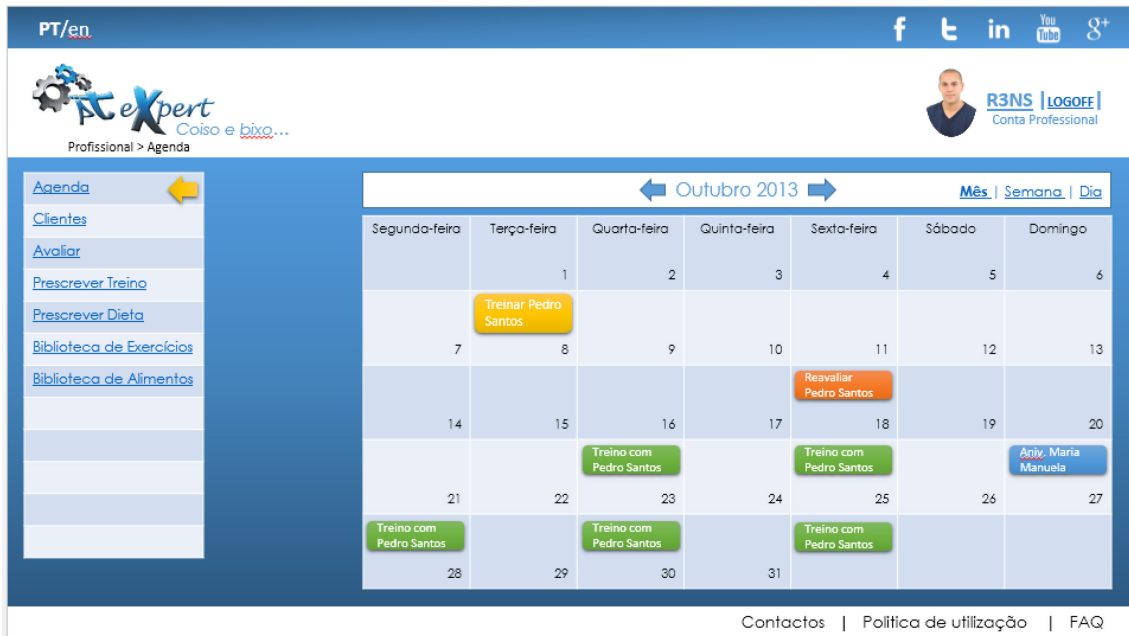 PT/en
f t in You Tube g+
PT eXpert
Coiso e bixo...
Profissional > Agenda
R3NS |LOGOFF|
Conta Professional
Agenda
Clientes
Avaliar
Prescrever Treino
Prescrever Dieta
Biblioteca de Exercícios
Biblioteca de Alimentos
Outubro 2013
Mês | Semana | Dia
Segunda-feira Terça-feira Quarta-feira Quinta-feira Sexta-feira Sábado Domingo
1 2 3 4 5 6
Treinar Pedro
Santos
7 8 9 10 11 12 13
Reavaliar
Pedro Santos
14 15 16 17 18 19 20
Treino com
Pedro Santos
Treino com
Pedro Santos
Aniv. Maria
Manuela
21 22 23 24 25 26 27
Treino com
Pedro Santos
Treino com
Pedro Santos
Treino com
Pedro Santos
28 29 30 31
Contactos | Politica de utilização | FAQ